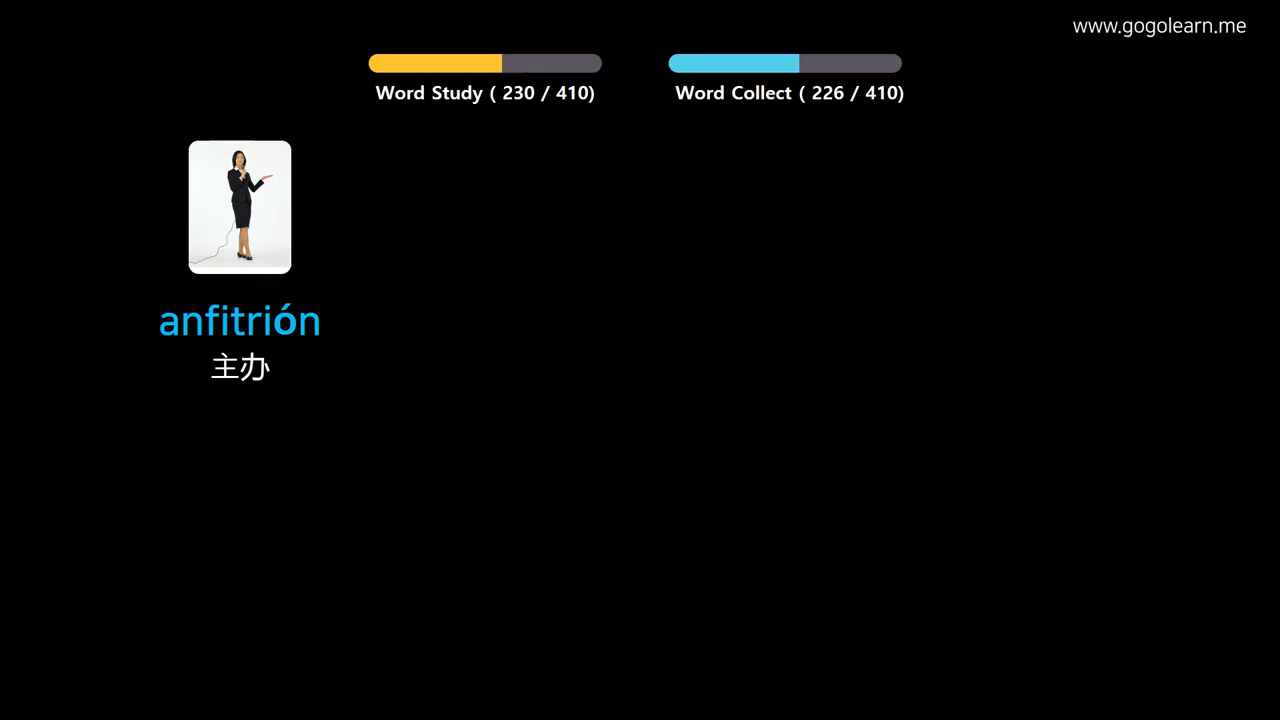 www.gogolearn.me
Word Study ( 230 / 410)
Word Collect ( 226 / 410)
anfitrión
主办